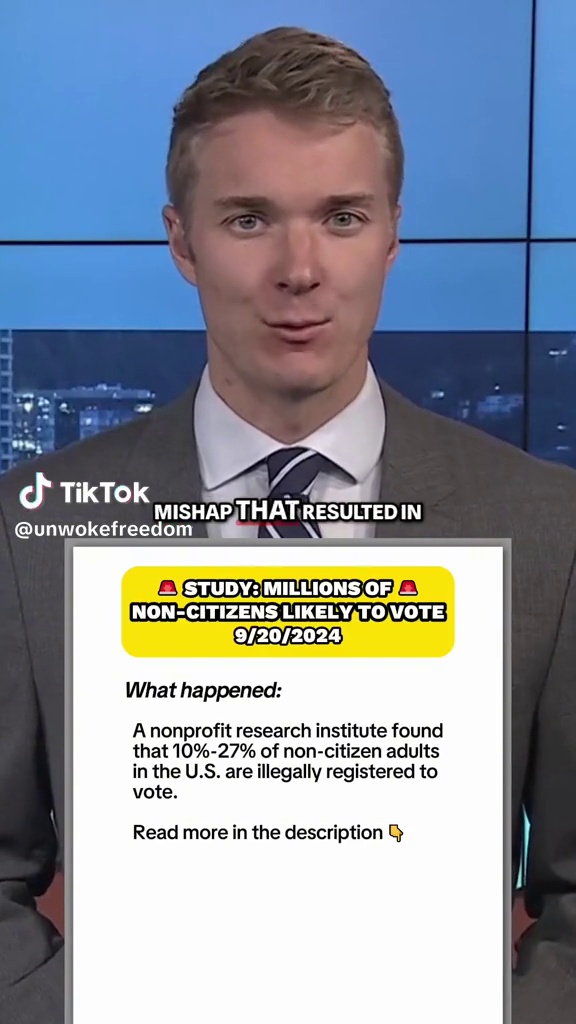 TikTok
@unwokefreedom
MISHAP THAT RESULTED IN
🚨 STUDY: MILLIONS OF 🚨
NON-CITIZENS LIKELY TO VOTE
9/20/2024
What happened:
A nonprofit research institute found
that 10%-27% of non-citizen adults
in the U.S. are illegally registered to
vote.
Read more in the description 👇